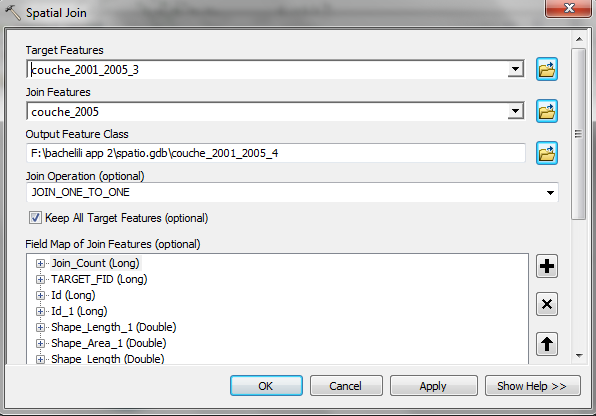 Spatial Join
Target Features
couche_2001_2005_3
Join Features
couche_2005
Output Feature Class
F:\bachelili app 2\spatio.gdb\couche_2001_2005_4
Join Operation (optional)
JOIN_ONE_TO_ONE
Keep All Target Features (optional)
Field Map of Join Features (optional)
Join_Count (Long)
TARGET_FID (Long)
Id (Long)
Id_1 (Long)
Shape_Length_1 (Double)
Shape_Area_1 (Double)
Shape_Length (Double)
OK
Cancel
Apply
Show Help >>